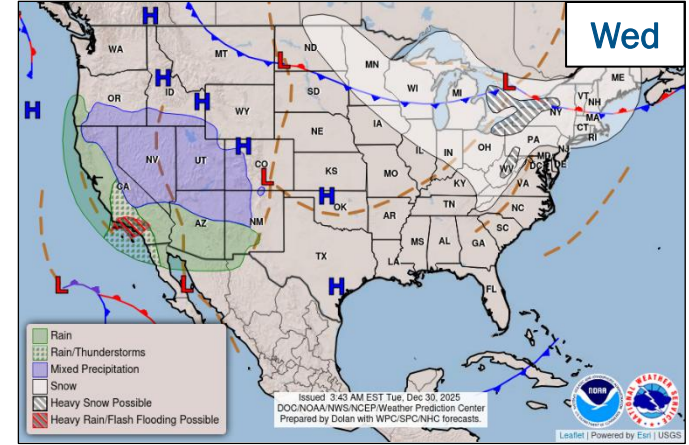 Wed
H
L
ND
WA
MT
MN
ME
H
L
OR
ID
H
SD
WI
MI
VT
NH
NY
H
WY
MA
CT
RI
H
NE
IA
PA
NJ
H
IL
IN
OH
MD
DE
DC
NV
UT
CO
WV
VA
L
KS
MO
KY
CA
H
OK
NC
TN
AZ
NM
AR
SC
MS
AL
GA
TX
LA
L
L
H
FL
Rain
Rain/Thunderstorms
Mixed Precipitation
Snow
Heavy Snow Possible
Heavy Rain/Flash Flooding Possible
Issued 3:43 AM EST Tue, Dec 30, 2025
DOC/NOAA/NWS/NCEP/Weather Prediction Center
Prepared by Dolan with WPC/SPC/NHC forecasts.
NOAA
NATIONAL WEATHER SERVICE
Leaflet | Powered by Esri | USGS